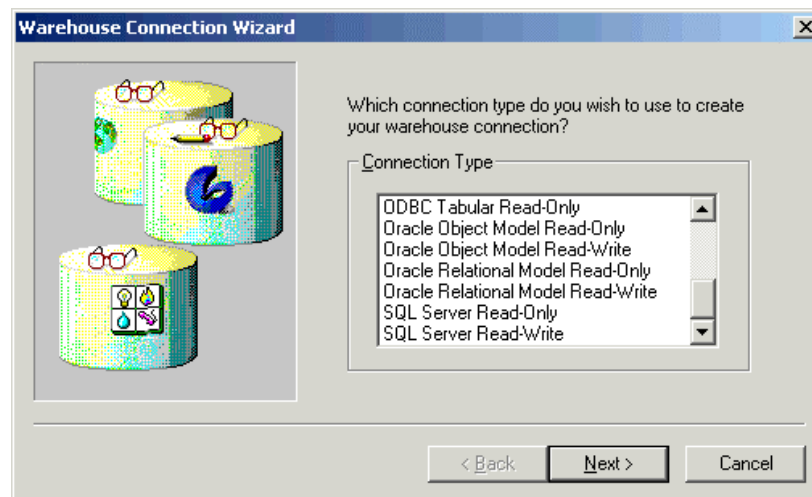 Warehouse Connection Wizard
Which connection type do you wish to use to create
your warehouse connection?
Connection Type
ODBC Tabular Read-Only
Oracle Object Model Read-Only
Oracle Object Model Read-Write
Oracle Relational Model Read-Only
Oracle Relational Model Read-Write
SQL Server Read-Only
SQL Server Read-Write
< Back
Next >
Cancel